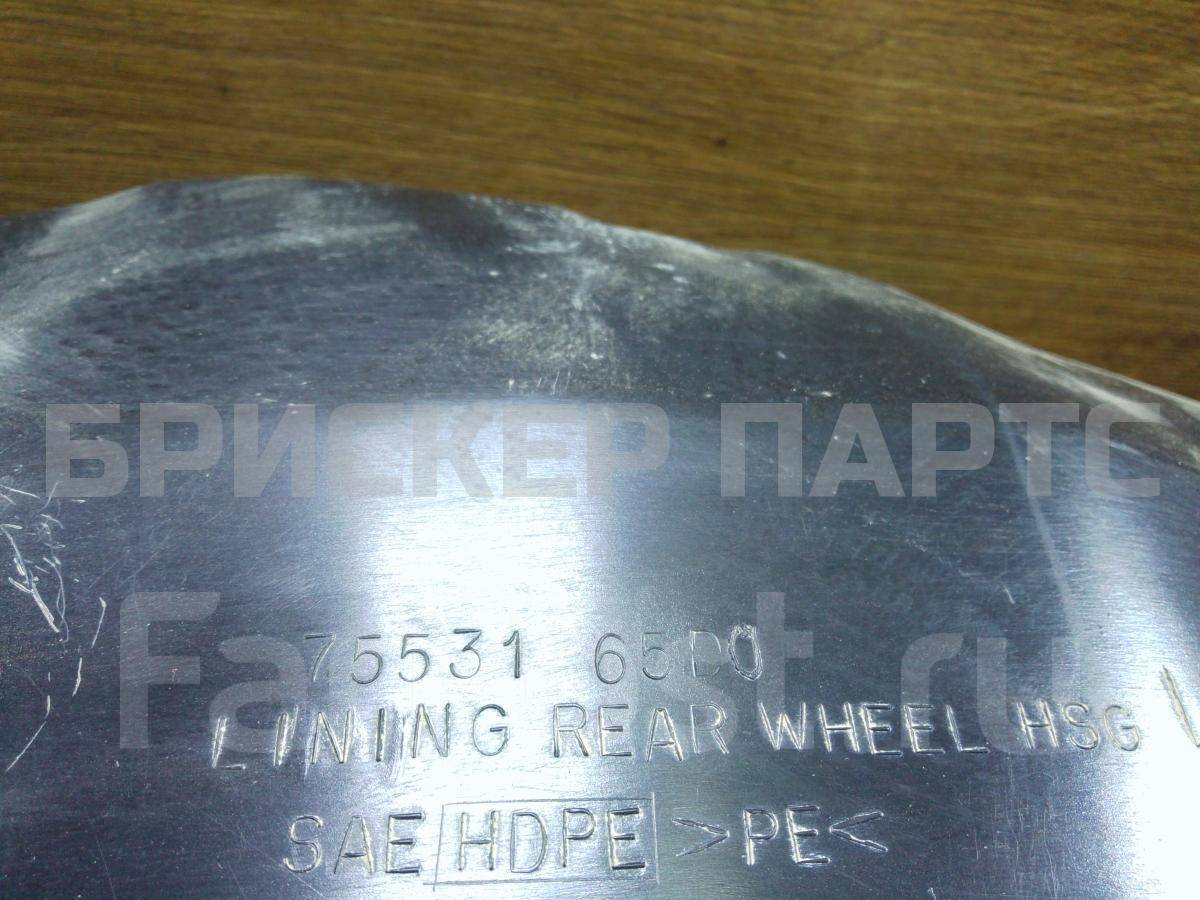 БРИСКЕР ПАРТС
75531 65D0
LINING REAR WHEEL HSG
SAE HDPE >PE<